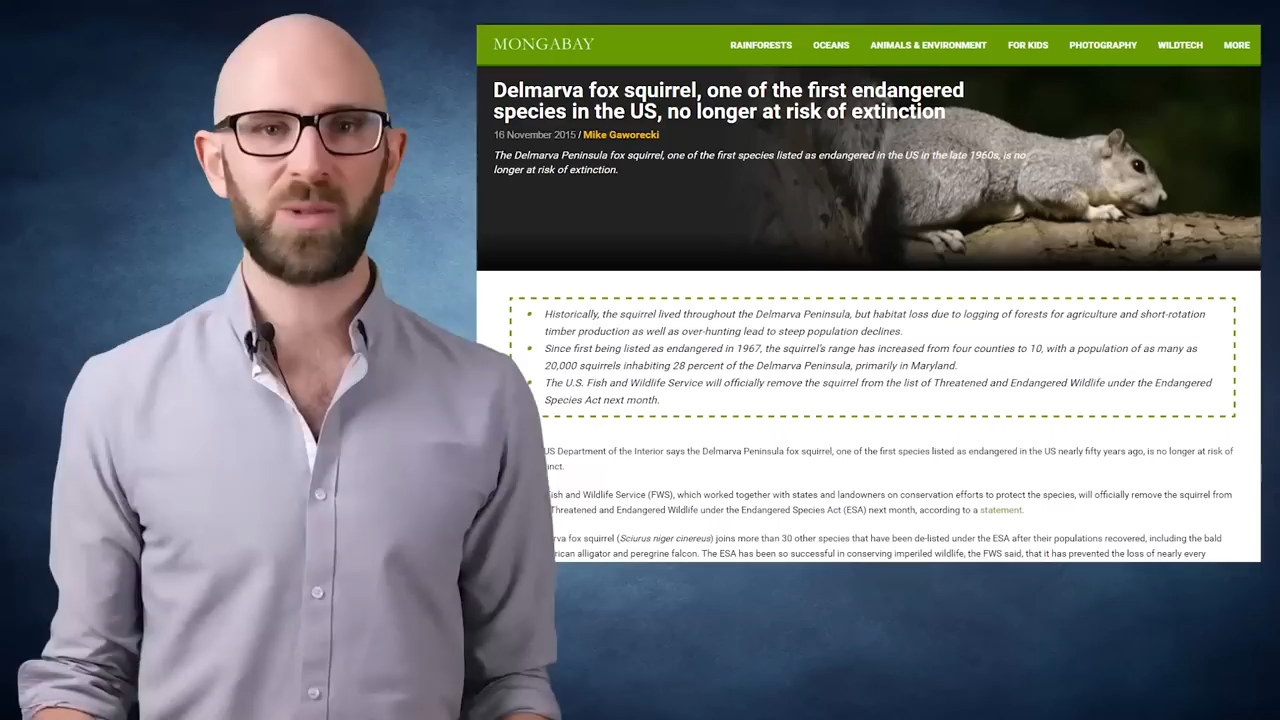 MONGABAY
RAINFORESTS OCEANS ANIMALS & ENVIRONMENT FOR KIDS PHOTOGRAPHY WILDTECH MORE
Delmarva fox squirrel, one of the first endangered
species in the US, no longer at risk of extinction
16 November 2015 / Mike Gaworecki
The Delmarva Peninsula fox squirrel, one of the first species listed as endangered in the US in the late 1960s, is no
longer at risk of extinction.
Historically, the squirrel lived throughout the Delmarva Peninsula, but habitat loss due to logging of forests for agriculture and short-rotation
timber production as well as over-hunting lead to steep population declines.
Since first being listed as endangered in 1967, the squirrel's range has increased from four counties to 10, with a population of as many as
20,000 squirrels inhabiting 28 percent of the Delmarva Peninsula, primarily in Maryland.
The U.S. Fish and Wildlife Service will officially remove the squirrel from the list of Threatened and Endangered Wildlife under the Endangered
Species Act next month.
US Department of the Interior says the Delmarva Peninsula fox squirrel, one of the first species listed as endangered in the US nearly fifty years ago, is no longer at risk of
and Wildlife Service (FWS), which worked together with states and landowners on conservation efforts to protect the species, will officially remove the squirrel from
Threatened and Endangered Wildlife under the Endangered Species Act (ESA) next month, according to a statement.
fox squirrel (Sciurus niger cinereus) joins more than 30 other species that have been de-listed under the ESA after their populations recovered, including the bald
alligator and peregrine falcon. The ESA has been so successful in conserving imperiled wildlife, the FWS said, that it has prevented the loss of nearly every